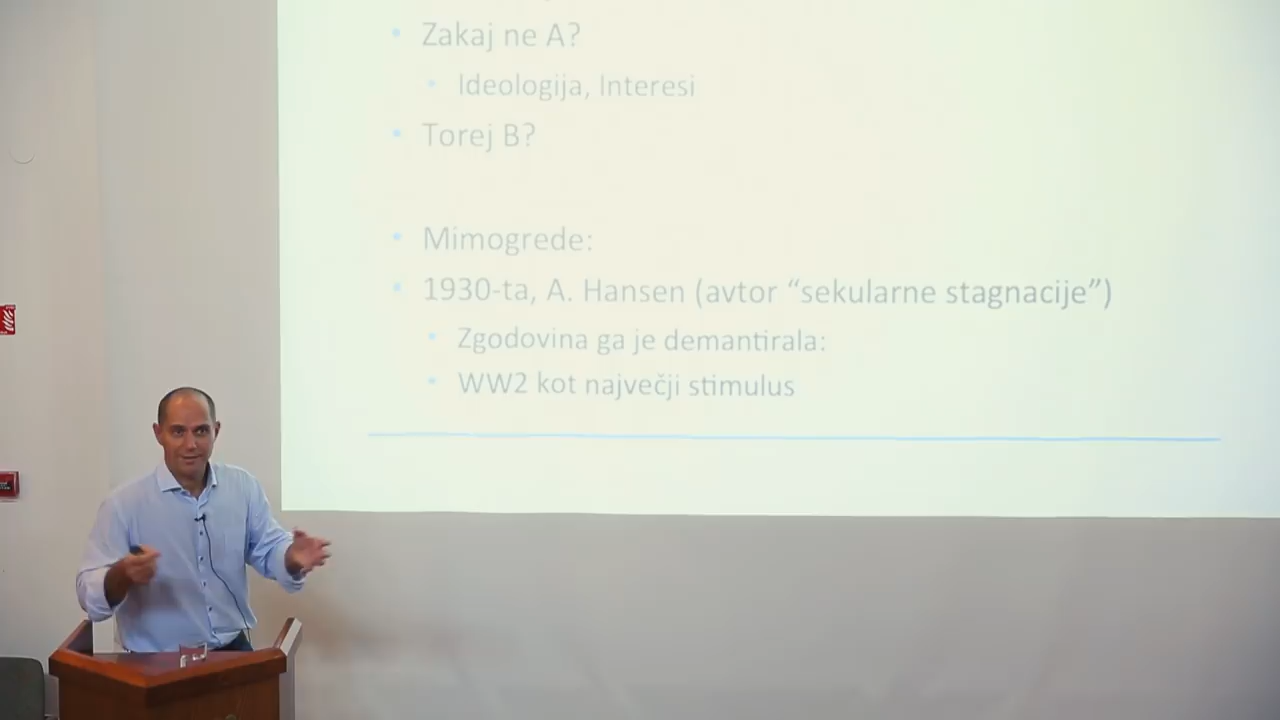 Zakaj ne A?
Ideologija, Interesi
Torej B?
Mimogrede:
1930-ta, A. Hansen (avtor “sekularne stagnacije”)
Zgodovina ga je demantirala:
WW2 kot največji stimulus